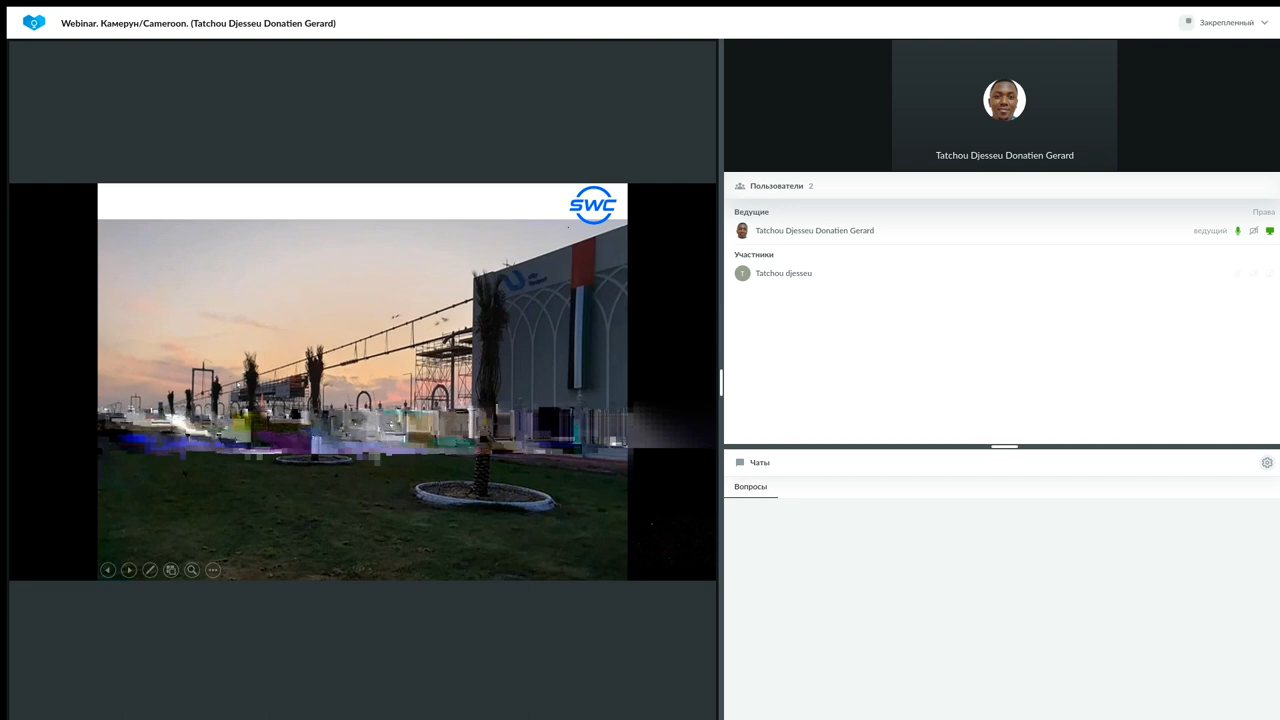 Webinar. Камерун/Cameroon. (Tatchou Djesseu Donatien Gerard)
Закрепленный
SWC
Tatchou Djesseu Donatien Gerard
Пользователи 2
Ведущие Права
Tatchou Djesseu Donatien Gerard ведущий
Участники
T Tatchou djesseu
Чаты
Вопросы